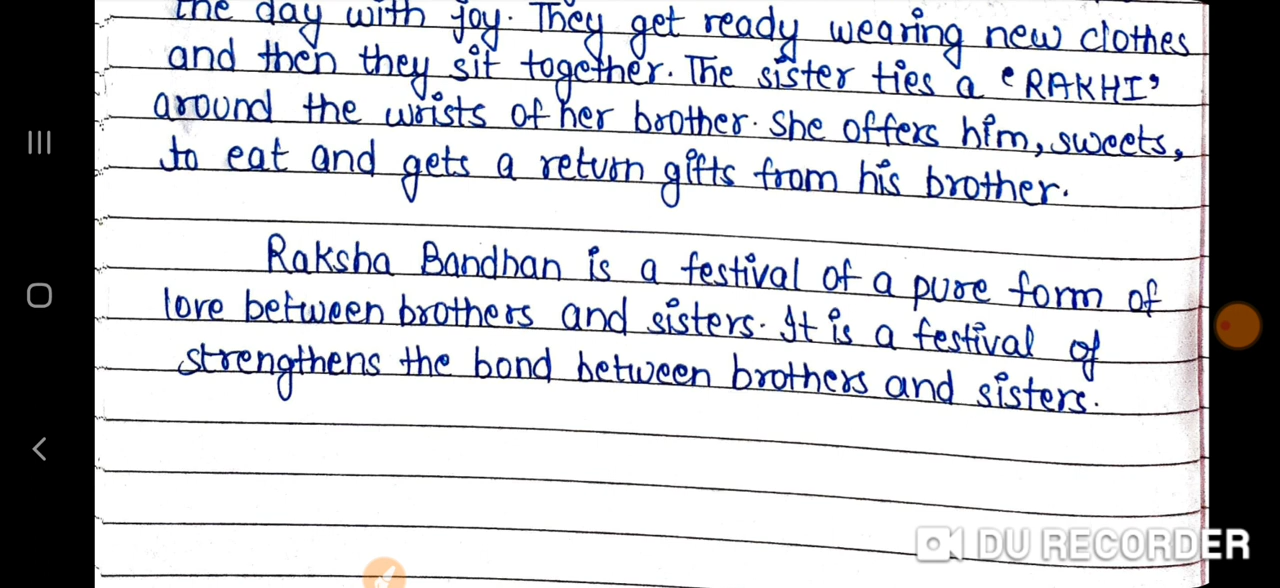 the day with joy. They get ready wearing new clothes
and then they sit together. The sister ties a 'RAKHI'
around the wrists of her brother. She offers him, sweets,
to eat and gets a return gifts from his brother.
Raksha Bandhan is a festival of a pure form of
love between brothers and sisters. It is a festival of
strengthens the bond between brothers and sisters.
DU RECORDER